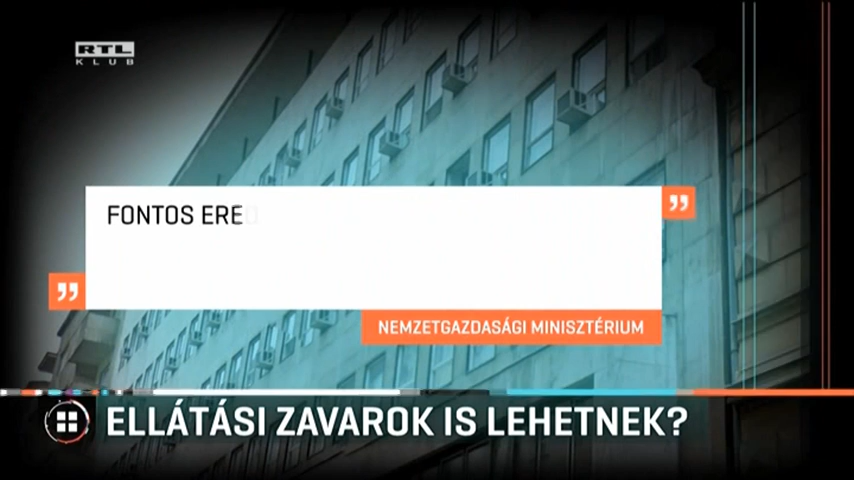 RTL
KLUB
FONTOS ERE
NEMZETGAZDASÁGI MINISZTÉRIUM
ELLÁTÁSI ZAVAROK IS LEHETNEK?